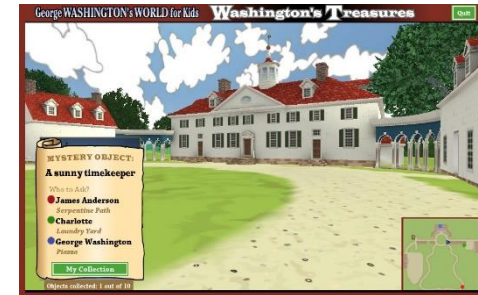 George WASHINGTON's WORLD for Kids Washington's Treasures Quit
MYSTERY OBJECT:
A sunny timekeeper
Who to Ask?
James Anderson
Serpentine Path
Charlotte
Laundry Yard
George Washington
Piazza
My Collection
Objects collected: 1 out of 10